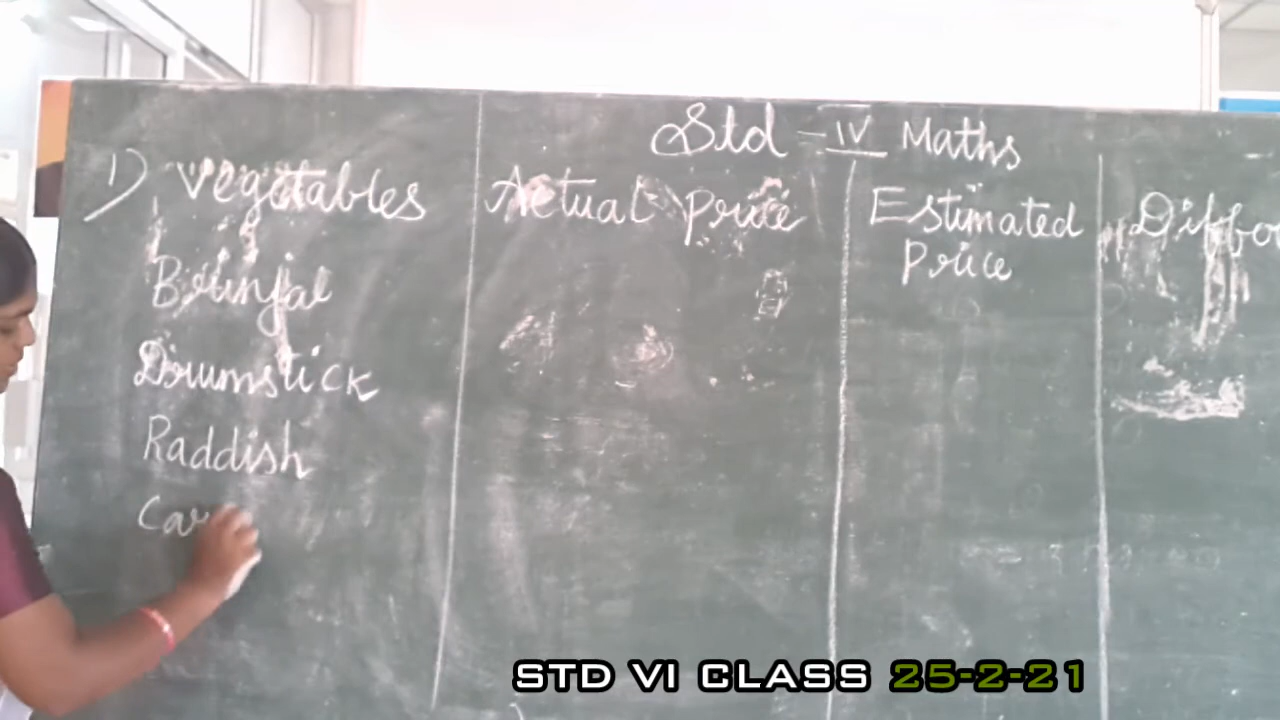 Std - IV Maths
1) Vegetables Actual Price Estimated Price
Brinjal
Drumstick
Raddish
STD VI CLASS 25-2-21